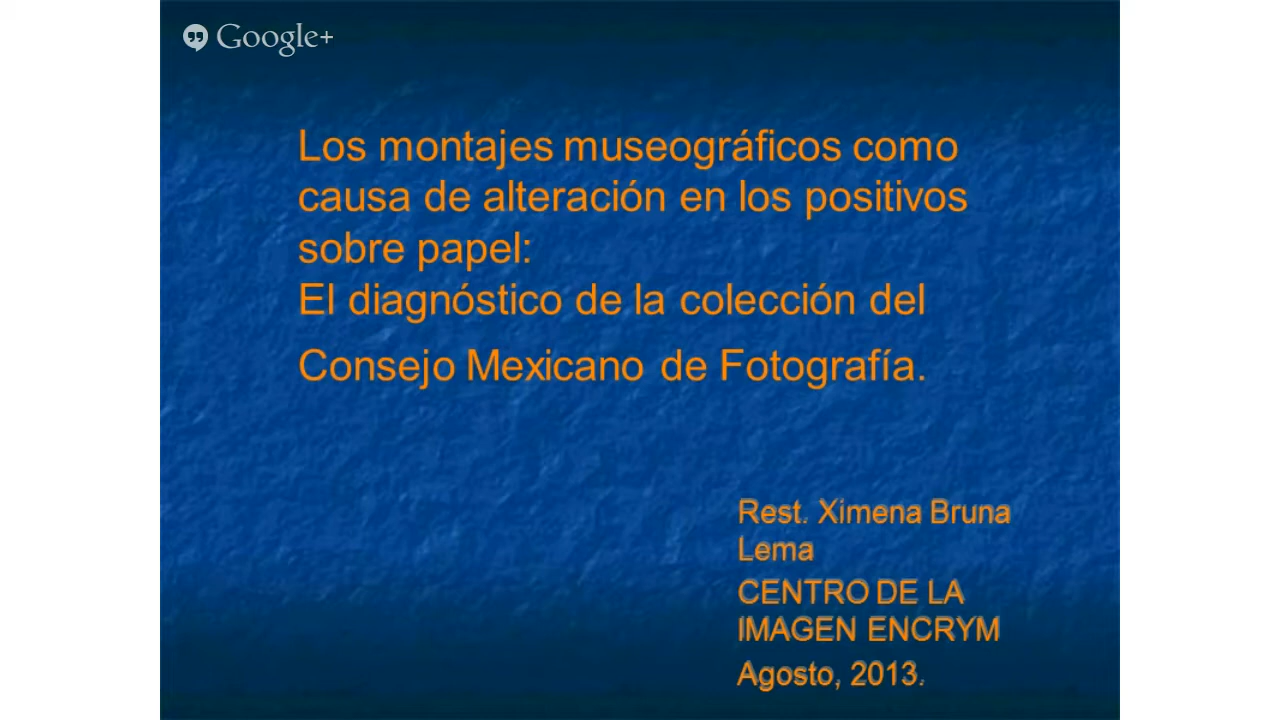 Google+
Los montajes museográficos como
causa de alteración en los positivos
sobre papel:
El diagnóstico de la colección del
Consejo Mexicano de Fotografía.
Rest. Ximena Bruna
Lema
CENTRO DE LA
IMAGEN ENCRYM
Agosto, 2013.